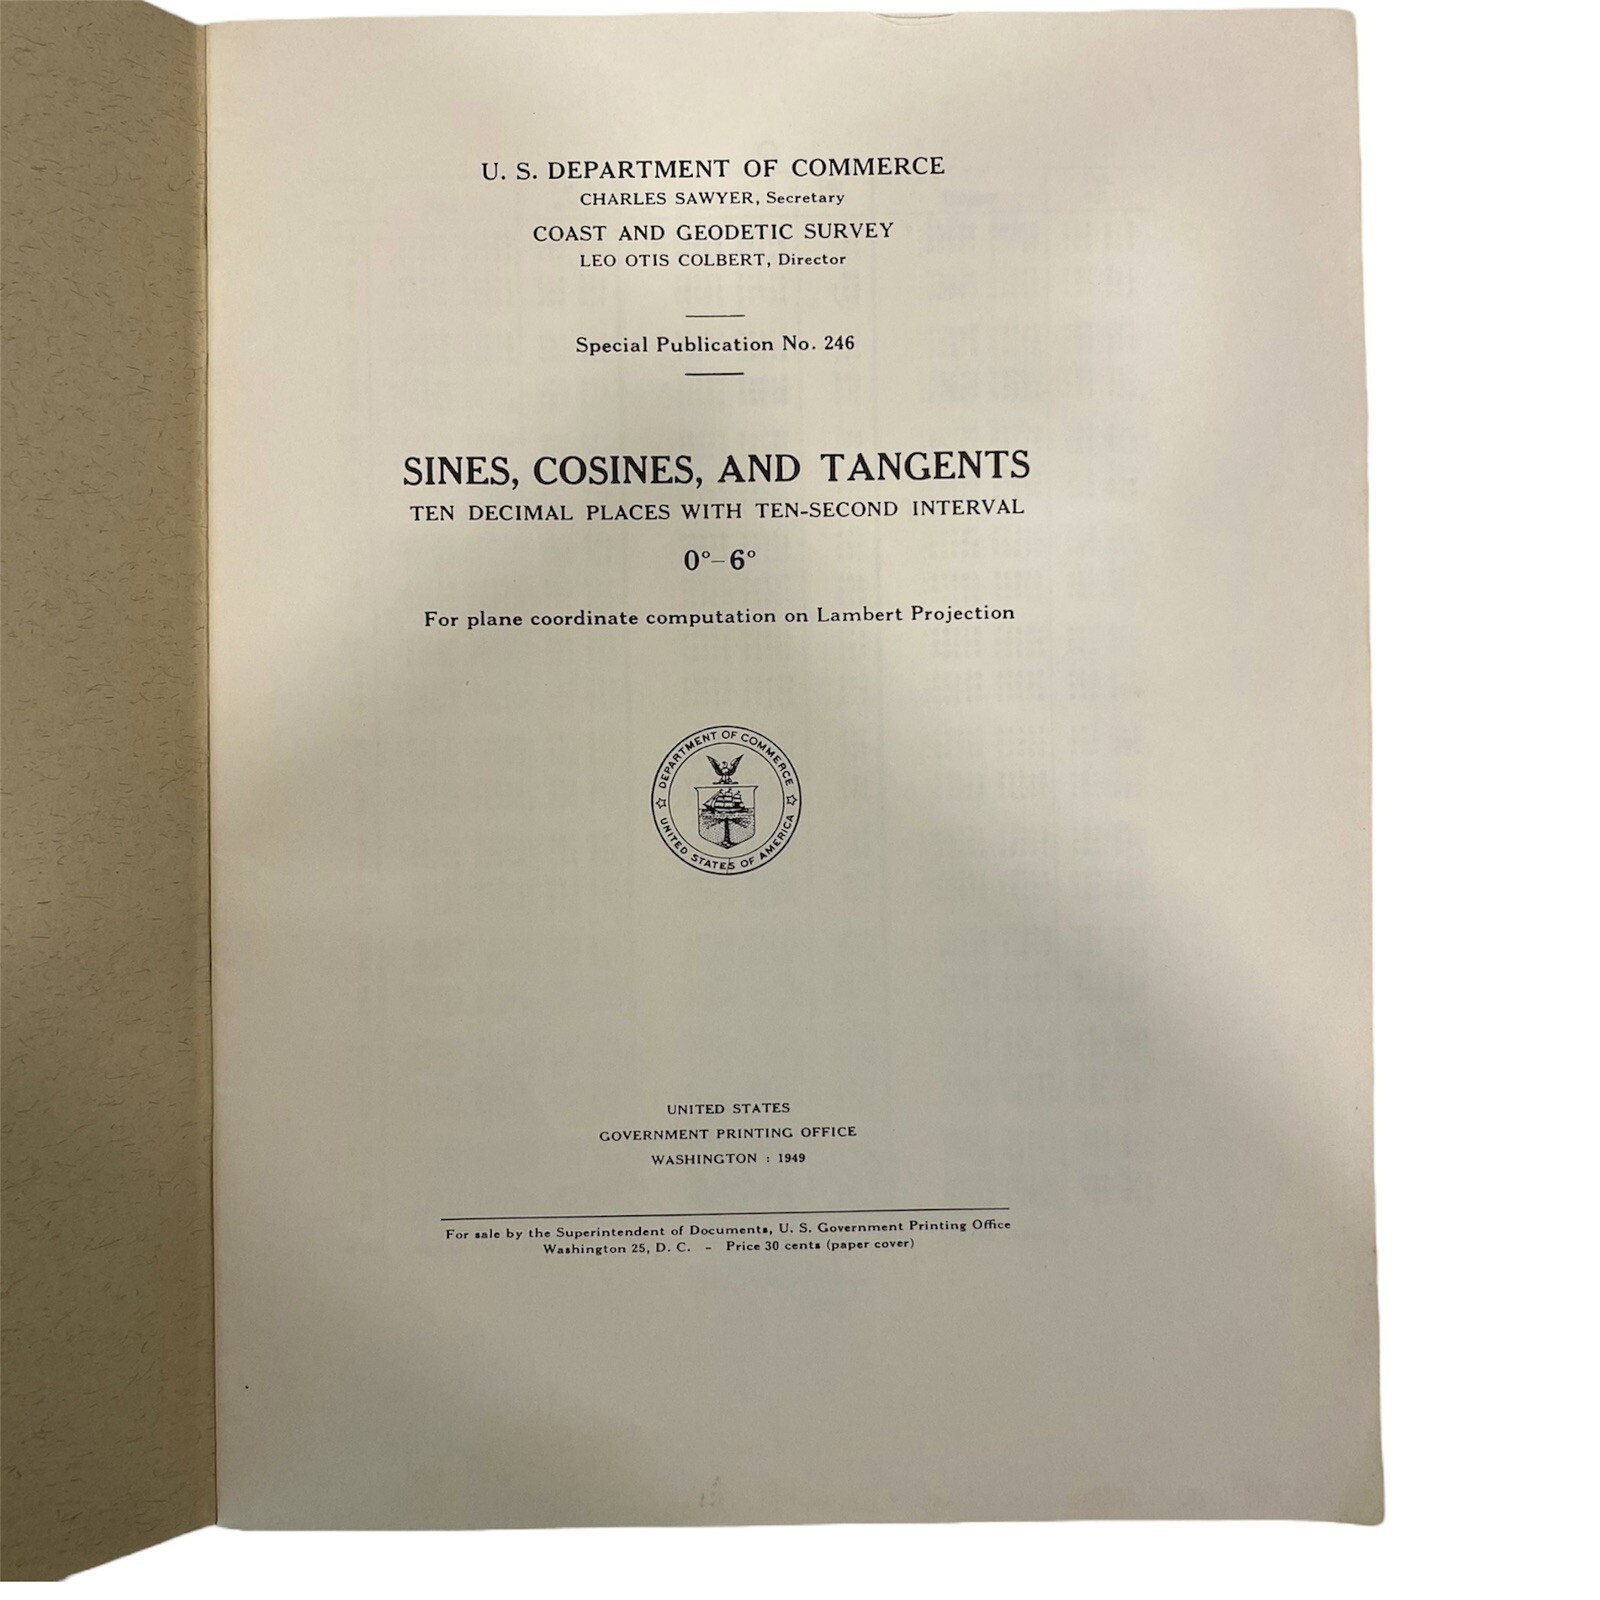 U. S. DEPARTMENT OF COMMERCE
CHARLES SAWYER, Secretary
COAST AND GEODETIC SURVEY
LEO OTIS COLBERT, Director
Special Publication No. 246
SINES, COSINES, AND TANGENTS
TEN DECIMAL PLACES WITH TEN-SECOND INTERVAL
0°–6°
For plane coordinate computation on Lambert Projection
DEPARTMENT OF COMMERCE
UNITED STATES OF AMERICA
UNITED STATES
GOVERNMENT PRINTING OFFICE
WASHINGTON : 1949
For sale by the Superintendent of Documents, U. S. Government Printing Office
Washington 25, D. C. - Price 30 cents (paper cover)